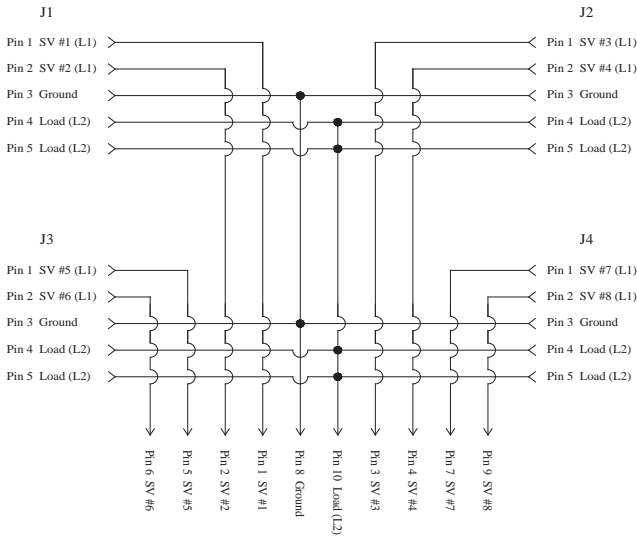 J1
J2
Pin 1 SV #1 (L1)
Pin 1 SV #3 (L1)
Pin 2 SV #2 (L1)
Pin 2 SV #4 (L1)
Pin 3 Ground
Pin 3 Ground
Pin 4 Load (L2)
Pin 4 Load (L2)
Pin 5 Load (L2)
Pin 5 Load (L2)
J3
J4
Pin 1 SV #5 (L1)
Pin 1 SV #7 (L1)
Pin 2 SV #6 (L1)
Pin 2 SV #8 (L1)
Pin 3 Ground
Pin 3 Ground
Pin 4 Load (L2)
Pin 4 Load (L2)
Pin 5 Load (L2)
Pin 5 Load (L2)
Pin 6 SV #6
Pin 5 SV #5
Pin 2 SV #2
Pin 1 SV #1
Pin 8 Ground
Pin 10 Load (L2)
Pin 3 SV #3
Pin 4 SV #4
Pin 7 SV #7
Pin 9 SV #8